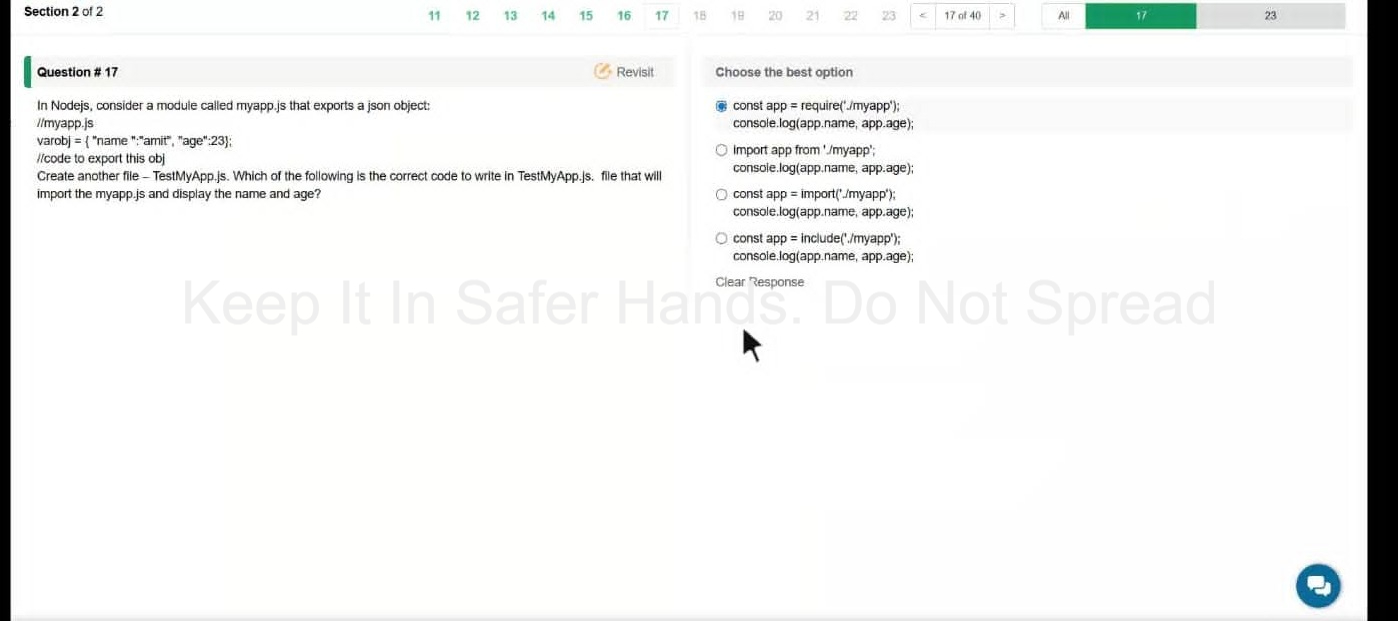 Section 2 of 2
11 12 13 14 15 16 17 18 19 20 21 22 23 < 17 of 40 > All 17 23
Question # 17
Revisit
In Nodejs, consider a module called myapp.js that exports a json object:
//myapp.js
varobj = { "name ":"amit", "age":23};
//code to export this obj
Create another file – TestMyApp.js. Which of the following is the correct code to write in TestMyApp.js. file that will
import the myapp.js and display the name and age?
Choose the best option
const app = require('./myapp');
console.log(app.name, app.age);
import app from './myapp';
console.log(app.name, app.age);
const app = import('./myapp');
console.log(app.name, app.age);
const app = include('./myapp');
console.log(app.name, app.age);
Clear Response
Keep It In Safer Hands. Do Not Spread